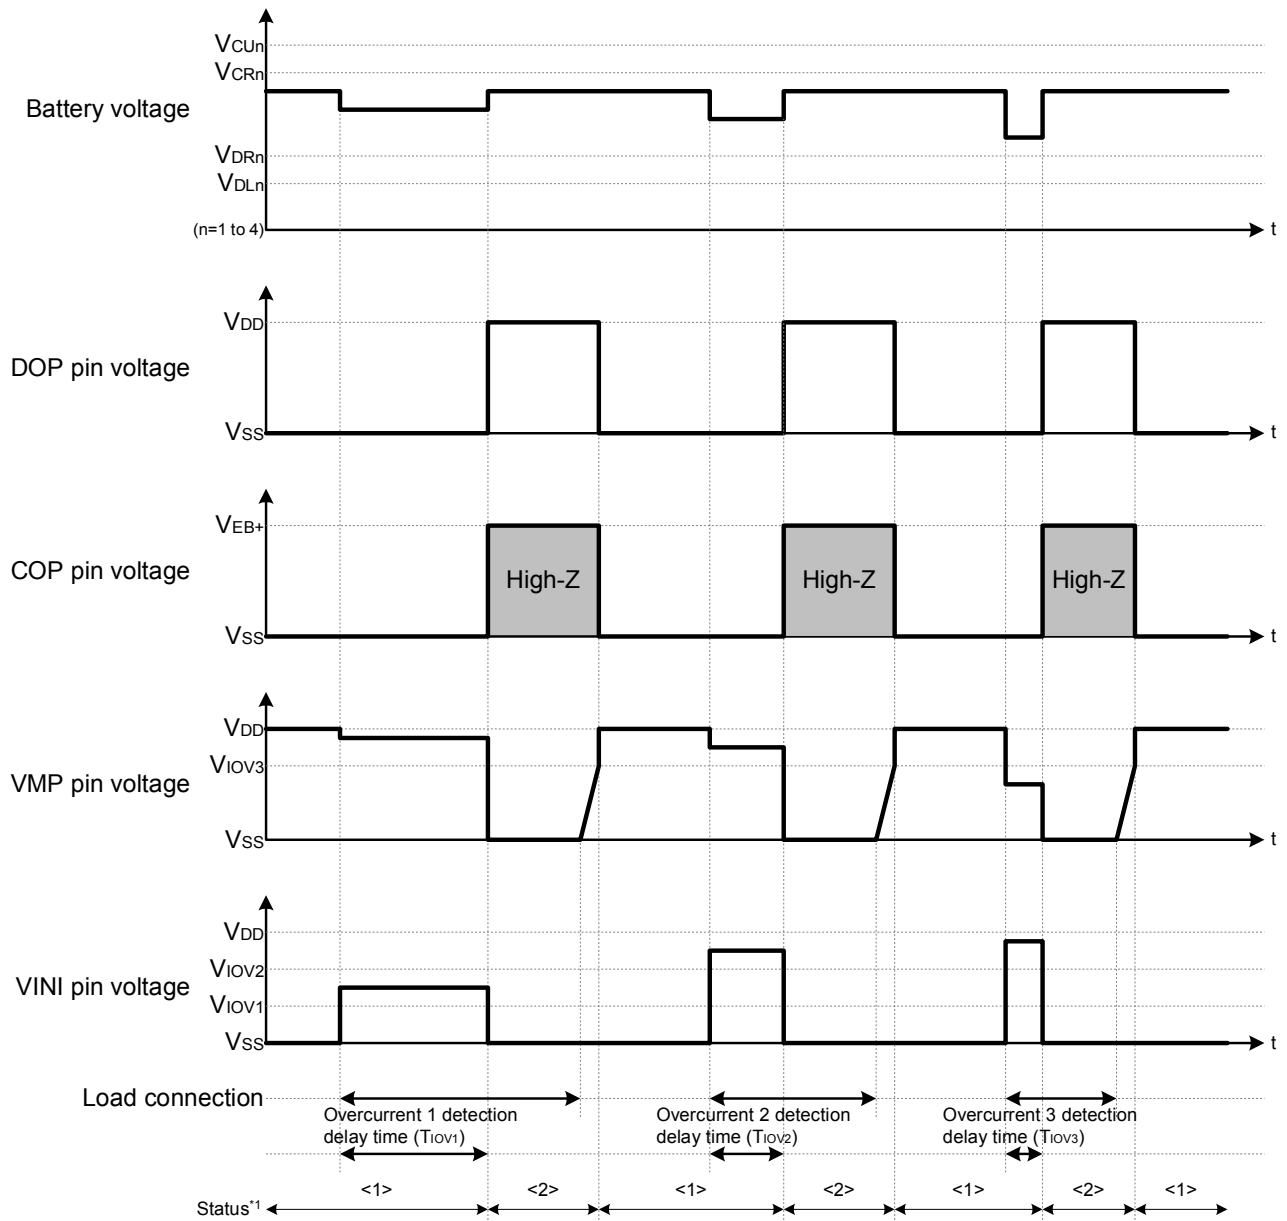 VCUn
VCRn
Battery voltage
VDRn
VDLn
(n=1 to 4)
t
VDD
DOP pin voltage
VSS
t
VEB+
COP pin voltage
High-Z
High-Z
High-Z
VSS
t
VDD
VIOV3
VMP pin voltage
VSS
t
VDD
VIOV2
VINI pin voltage
VIOV1
VSS
t
Load connection
Overcurrent 1 detection
delay time (TIOV1)
Overcurrent 2 detection
delay time (TIOV2)
Overcurrent 3 detection
delay time (TIOV3)
<1>
<2>
<1>
<2>
<1>
<2>
<1>
Status*1